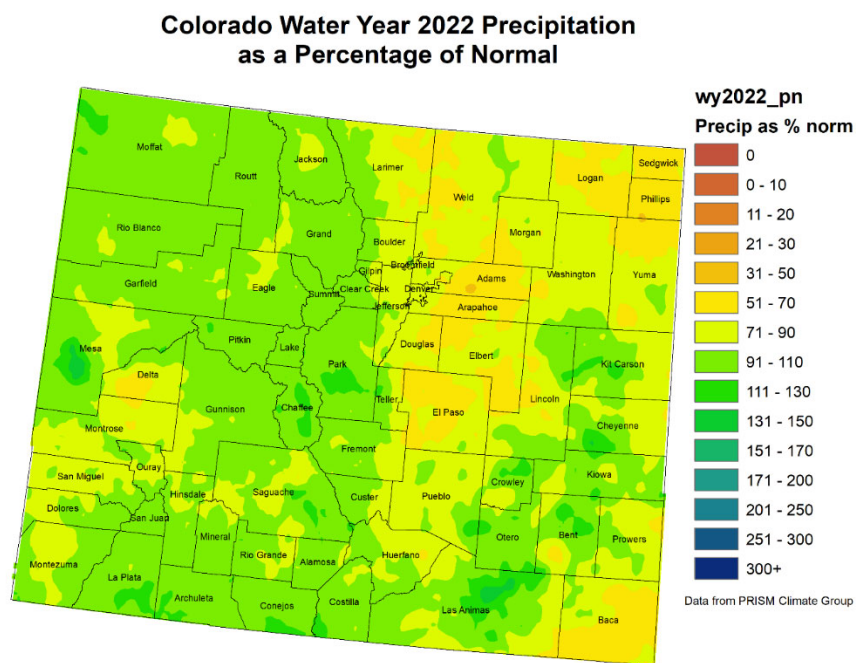 Colorado Water Year 2022 Precipitation
as a Percentage of Normal
wy2022_pn
Precip as % norm
0
0 - 10
11 - 20
21 - 30
31 - 50
51 - 70
71 - 90
91 - 110
111 - 130
131 - 150
151 - 170
171 - 200
201 - 250
251 - 300
300+
Data from PRISM Climate Group
Moffat
Routt
Jackson
Larimer
Weld
Logan
Sedgwick
Phillips
Rio Blanco
Grand
Boulder
Morgan
Washington
Yuma
Garfield
Eagle
Summit
Gilpin
Clear Creek
Broomfield
Denver
Jefferson
Adams
Arapahoe
Mesa
Pitkin
Lake
Park
Douglas
Elbert
Kit Carson
Delta
Gunnison
Chaffee
Teller
El Paso
Lincoln
Cheyenne
Montrose
Ouray
Fremont
Kiowa
San Miguel
Hinsdale
Saguache
Custer
Pueblo
Crowley
Dolores
San Juan
Mineral
Rio Grande
Alamosa
Huerfano
Otero
Bent
Prowers
Montezuma
La Plata
Archuleta
Conejos
Costilla
Las Animas
Baca